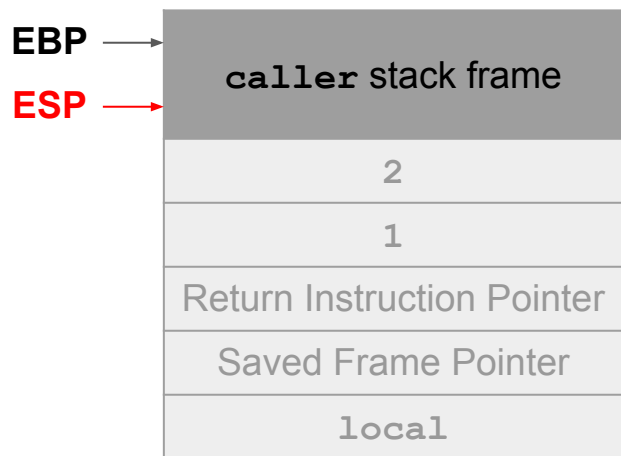 EBP
caller stack frame
ESP
2
1
Return Instruction Pointer
Saved Frame Pointer
local